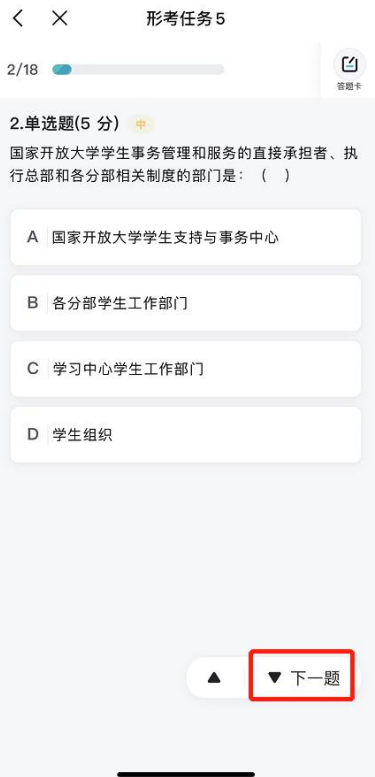 形考任务5
2/18
答题卡
2.单选题(5 分) 中
国家开放大学学生事务管理和服务的直接承担者、执
行总部和各分部相关制度的部门是：（ ）
A 国家开放大学学生支持与事务中心
B 各分部学生工作部门
C 学习中心学生工作部门
D 学生组织
下一题